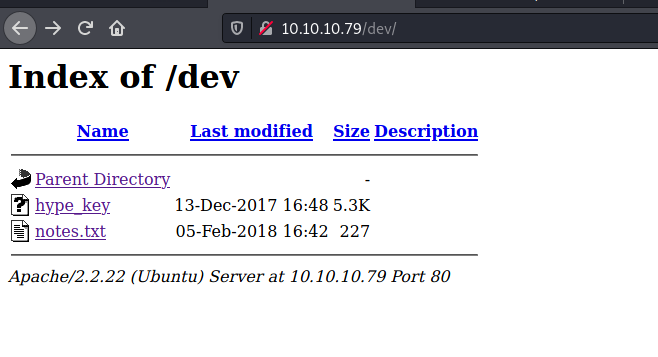 10.10.10.79/dev/
Index of /dev
Name Last modified Size Description
Parent Directory -
hype_key 13-Dec-2017 16:48 5.3K
notes.txt 05-Feb-2018 16:42 227
Apache/2.2.22 (Ubuntu) Server at 10.10.10.79 Port 80